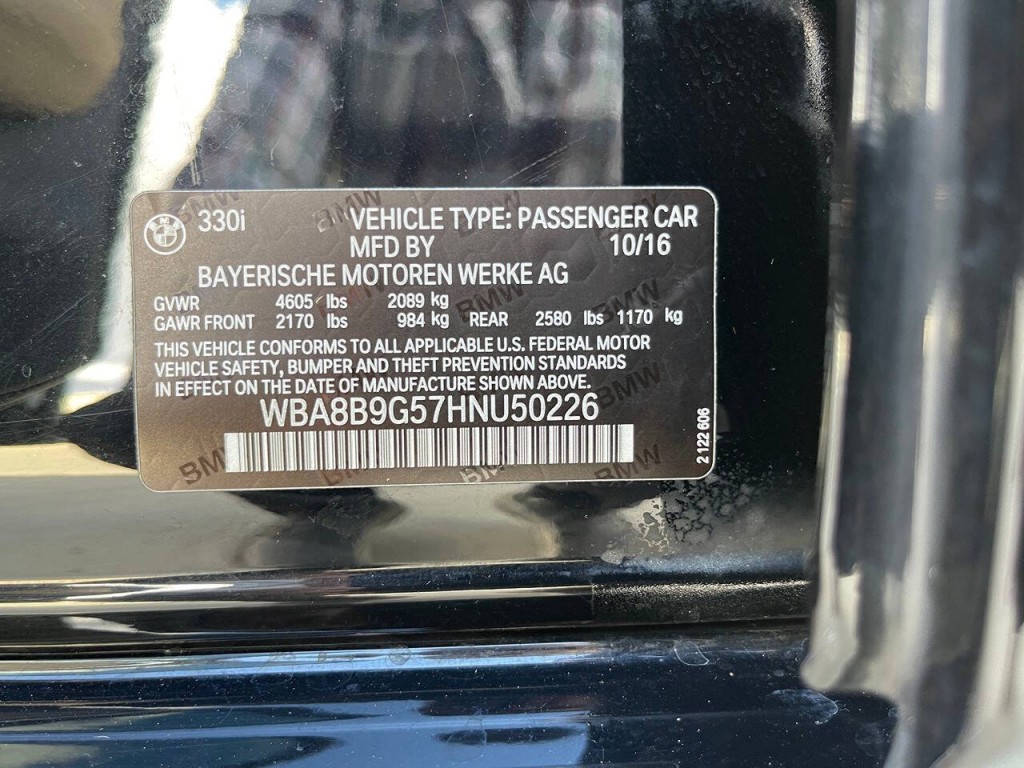 330i VEHICLE TYPE: PASSENGER CAR
MFD BY 10/16
BAYERISCHE MOTOREN WERKE AG
GVWR 4605 lbs 2089 kg
GAWR FRONT 2170 lbs 984 kg REAR 2580 lbs 1170 kg
THIS VEHICLE CONFORMS TO ALL APPLICABLE U.S. FEDERAL MOTOR
VEHICLE SAFETY, BUMPER AND THEFT PREVENTION STANDARDS
IN EFFECT ON THE DATE OF MANUFACTURE SHOWN ABOVE.
WBA8B9G57HNU50226
2 122 606